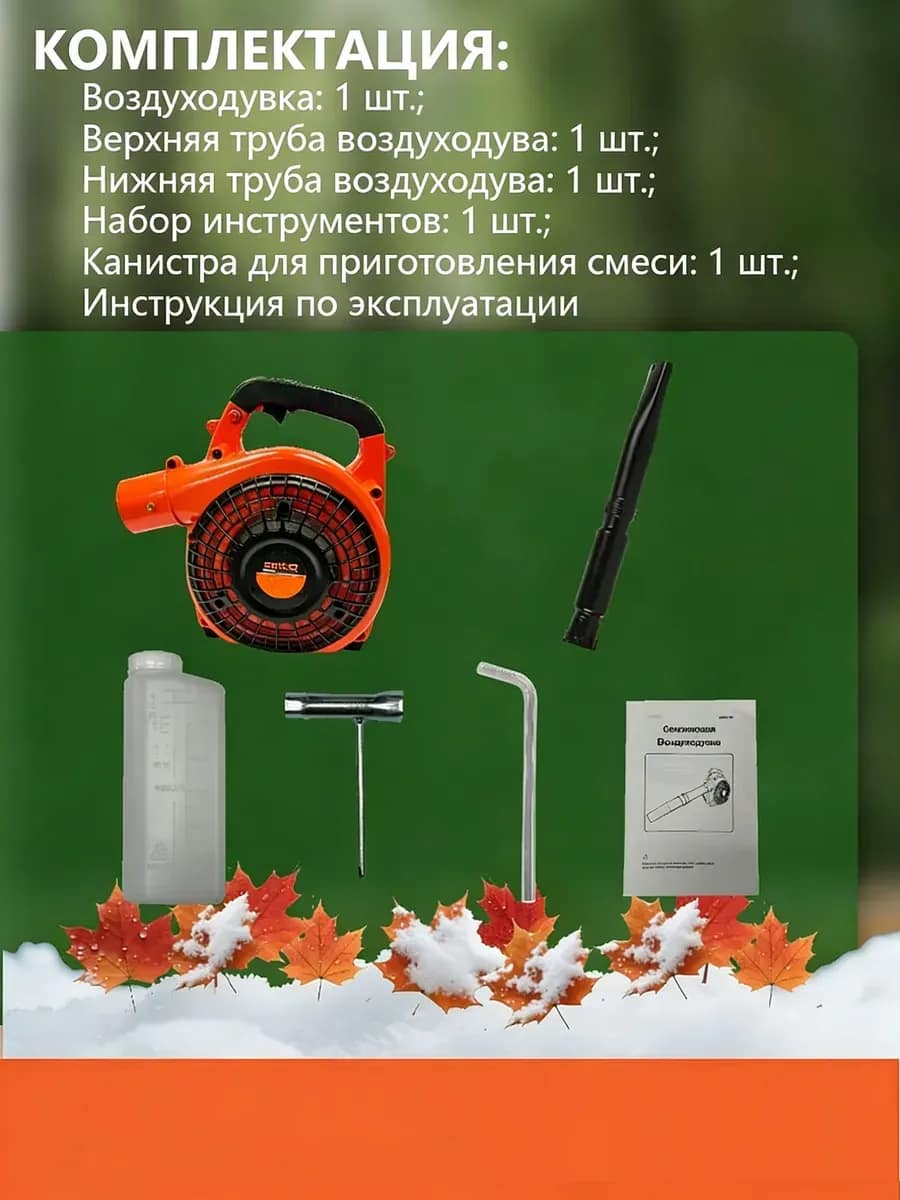 КОМПЛЕКТАЦИЯ:
Воздуходувка: 1 шт.;
Верхняя труба воздуходува: 1 шт.;
Нижняя труба воздуходува: 1 шт.;
Набор инструментов: 1 шт.;
Канистра для приготовления смеси: 1 шт.;
Инструкция по эксплуатации
Воздуходувка